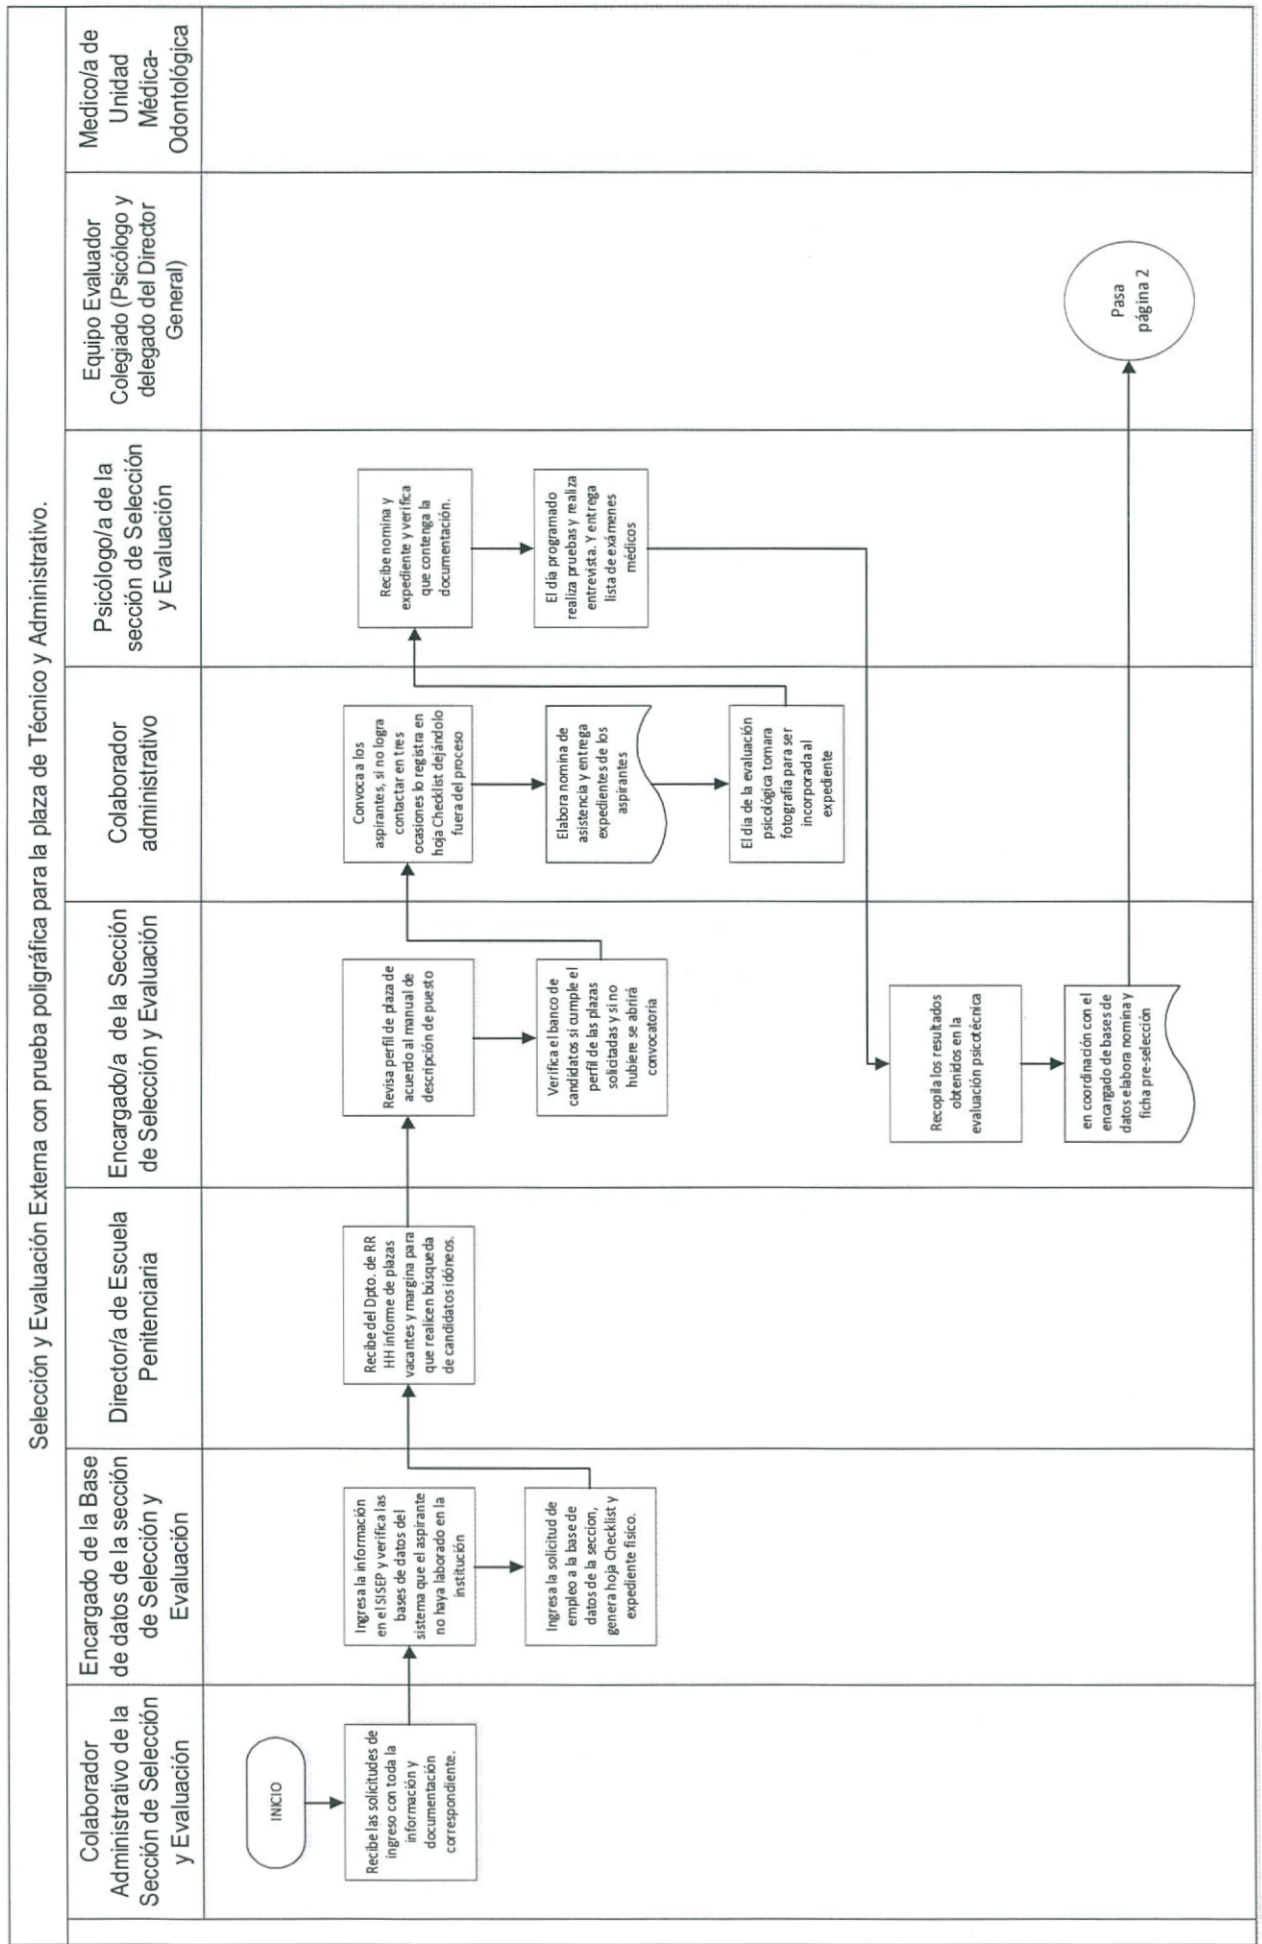 Selección y Evaluación Externa con prueba poligráfica para la plaza de Técnico y Administrativo.
Colaborador
Administrativo de la
Sección de Selección
y Evaluación
Encargado de la Base
de datos de la sección
de Selección y
Evaluación
Director/a de Escuela
Penitenciaria
Encargado/a de la Sección
de Selección y Evaluación
Colaborador
administrativo
Psicólogo/a de la
sección de Selección
y Evaluación
Equipo Evaluador
Colegiado (Psicólogo y
delegado del Director
General)
Medico/a de
Unidad
Médica-
Odontológica
INICIO
Recibe las solicitudes de
ingreso con toda la
información y
documentación
correspondiente.
Ingresa la información
en el SISEP y verifica las
bases de datos del
sistema que el aspirante
no haya laborado en la
institución
Ingresa la solicitud de
empleo a la base de
datos de la seccion,
genera hoja Checklist y
expediente fisico.
Recibe del Dpto. de RR
HH informe de plazas
vacantes y margina para
que realicen búsqueda
de candidatos idóneos.
Revisa perfil de plaza de
acuerdo al manual de
descripción de puesto
Verifica el banco de
candidatos si cumple el
perfil de las plazas
solicitadas y si no
hubiere se abrirá
convocatoria
Convoca a los
aspirantes, si no logra
contactar en tres
ocasiones lo registra en
hoja Checklist dejándolo
fuera del proceso
Elabora nomina de
asistencia y entrega
expedientes de los
aspirantes
El dia de la evaluación
psicológica tomara
fotografía para ser
incorporada al
expediente
Recibe nomina y
expediente y verifica
que contenga la
documentación.
El día programado
realiza pruebas y realiza
entrevista. Y entrega
lista de exámenes
médicos
Recopila los resultados
obtenidos en la
evaluación psicotécnica
en coordinación con el
encargado de bases de
datos elabora nomina y
ficha pre-selección
Pasa
página 2